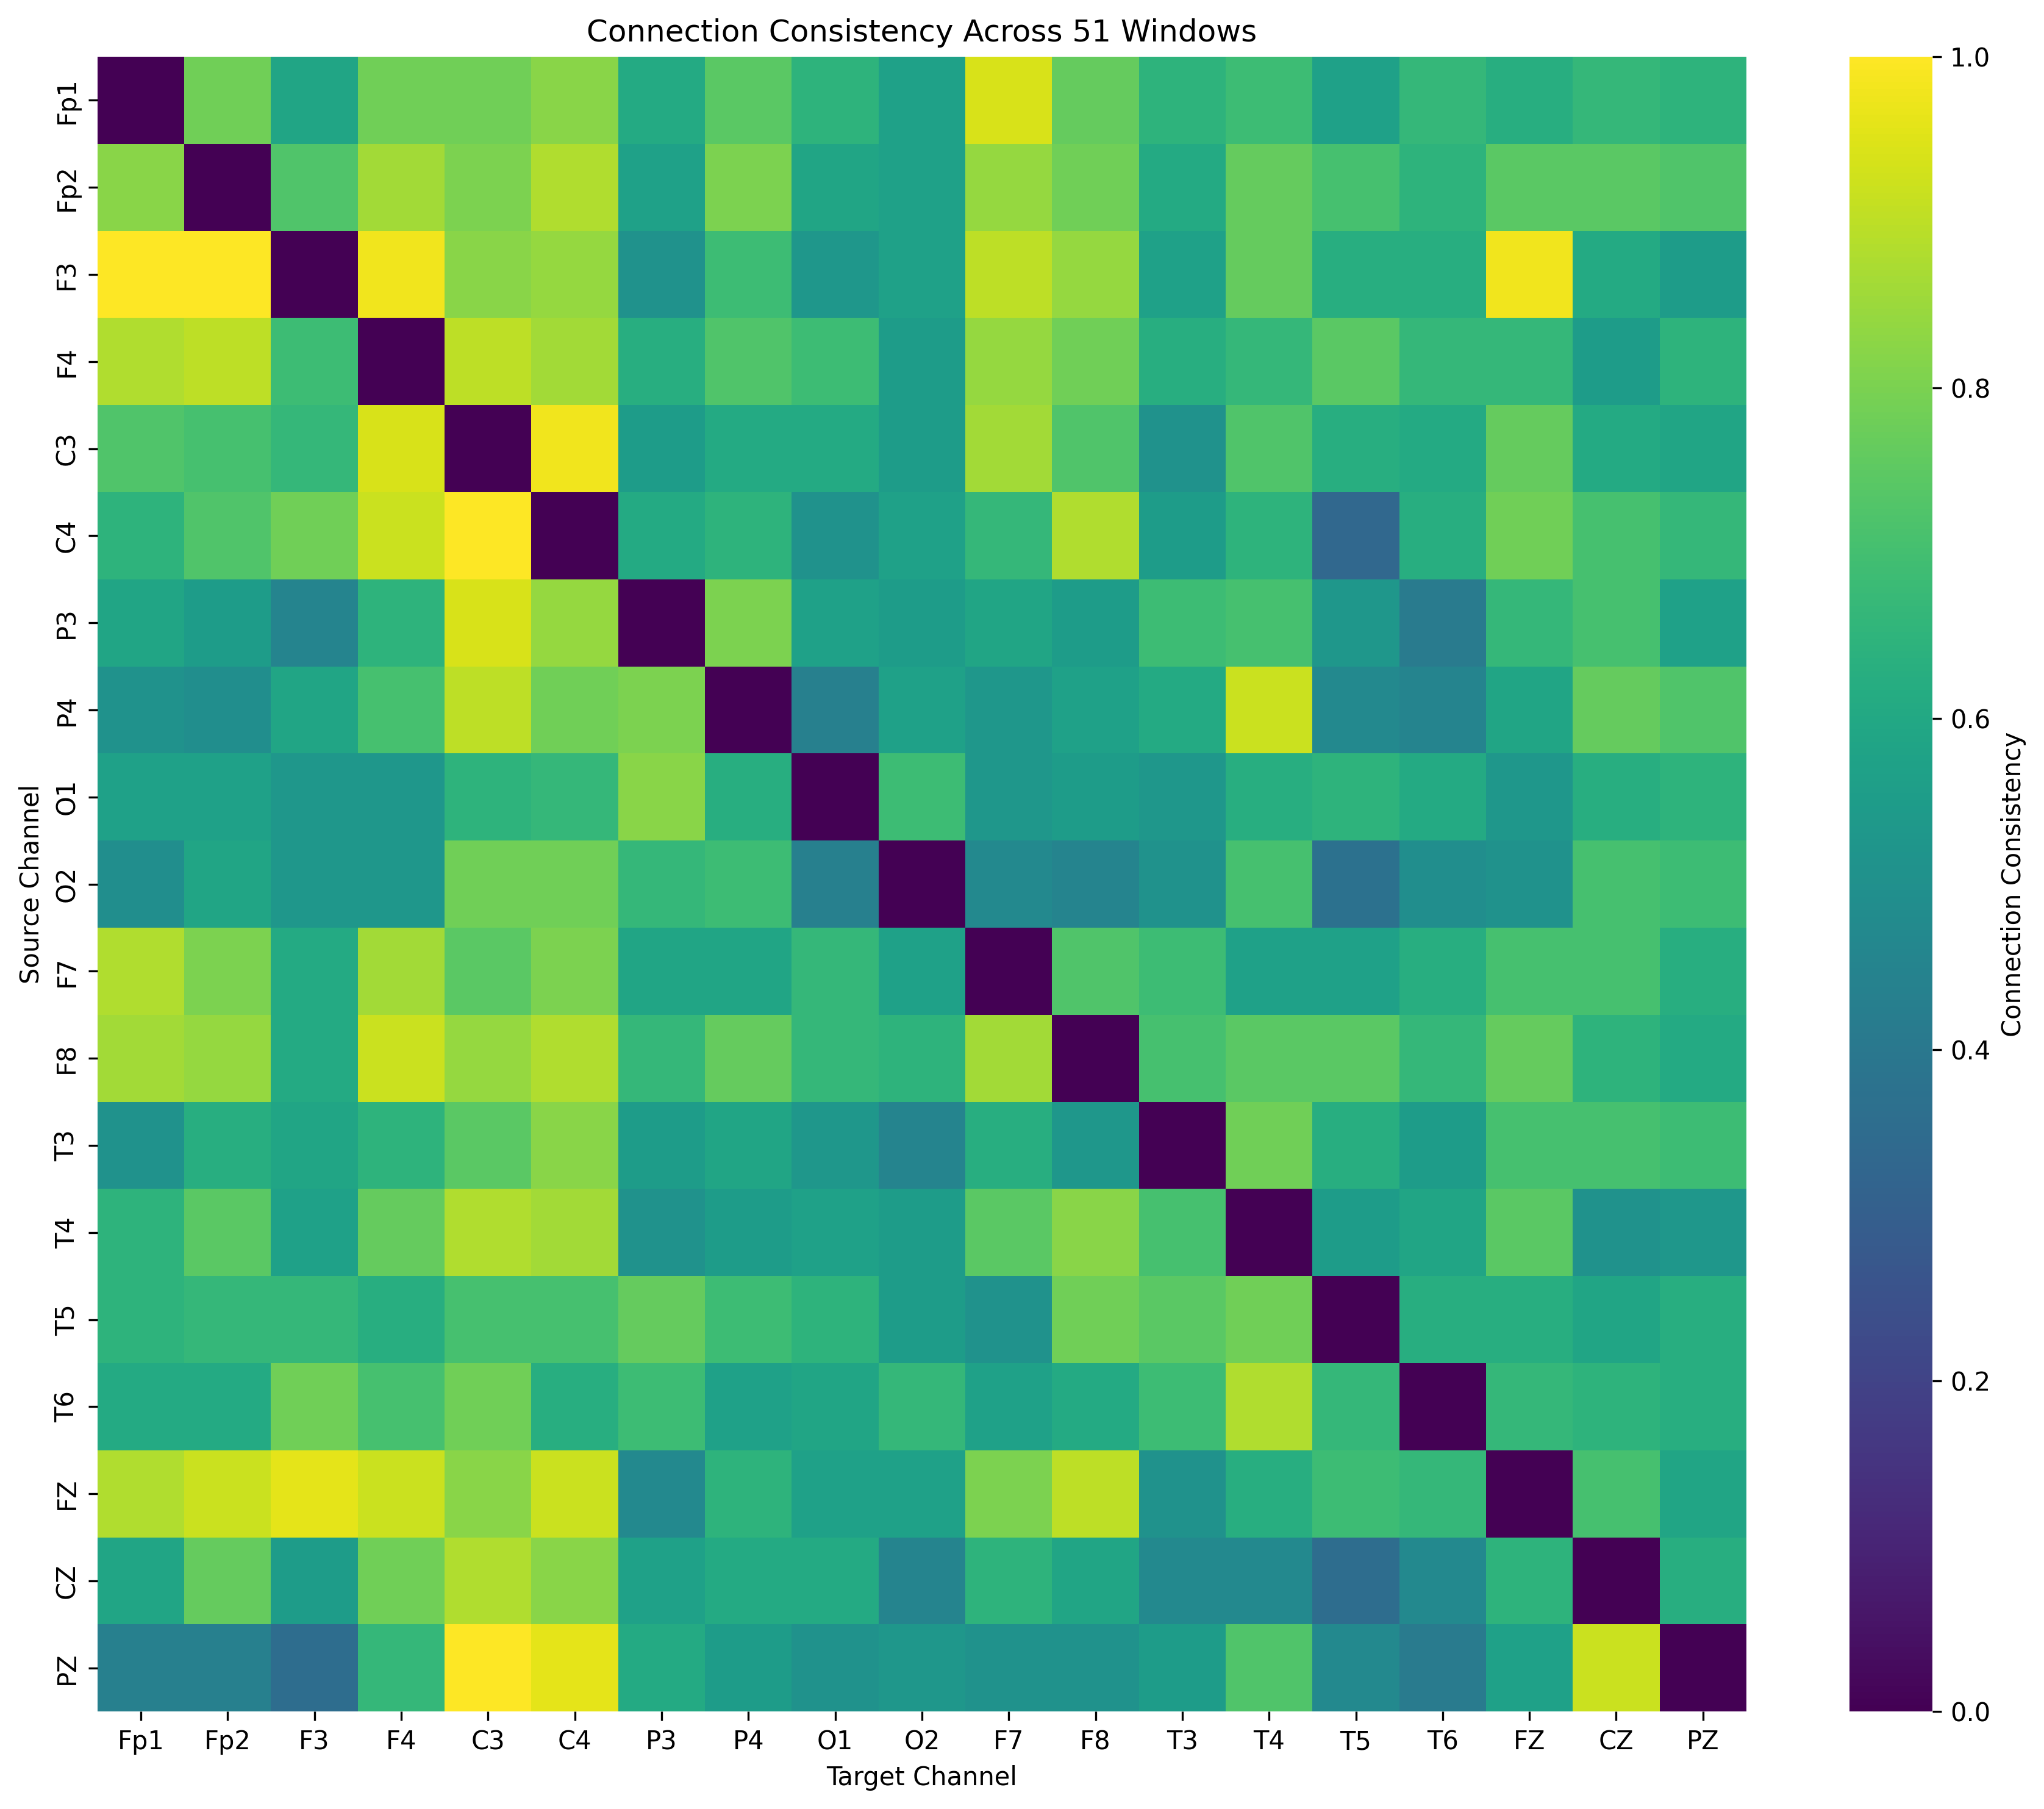 Connection Consistency Across 51 Windows
Fp1
Fp2
F3
F4
C3
C4
P3
P4
O1
O2
F7
F8
T3
T4
T5
T6
FZ
CZ
PZ
Source Channel
Fp1 Fp2 F3 F4 C3 C4 P3 P4 O1 O2 F7 F8 T3 T4 T5 T6 FZ CZ PZ
Target Channel
1.0
0.8
0.6
0.4
0.2
0.0
Connection Consistency